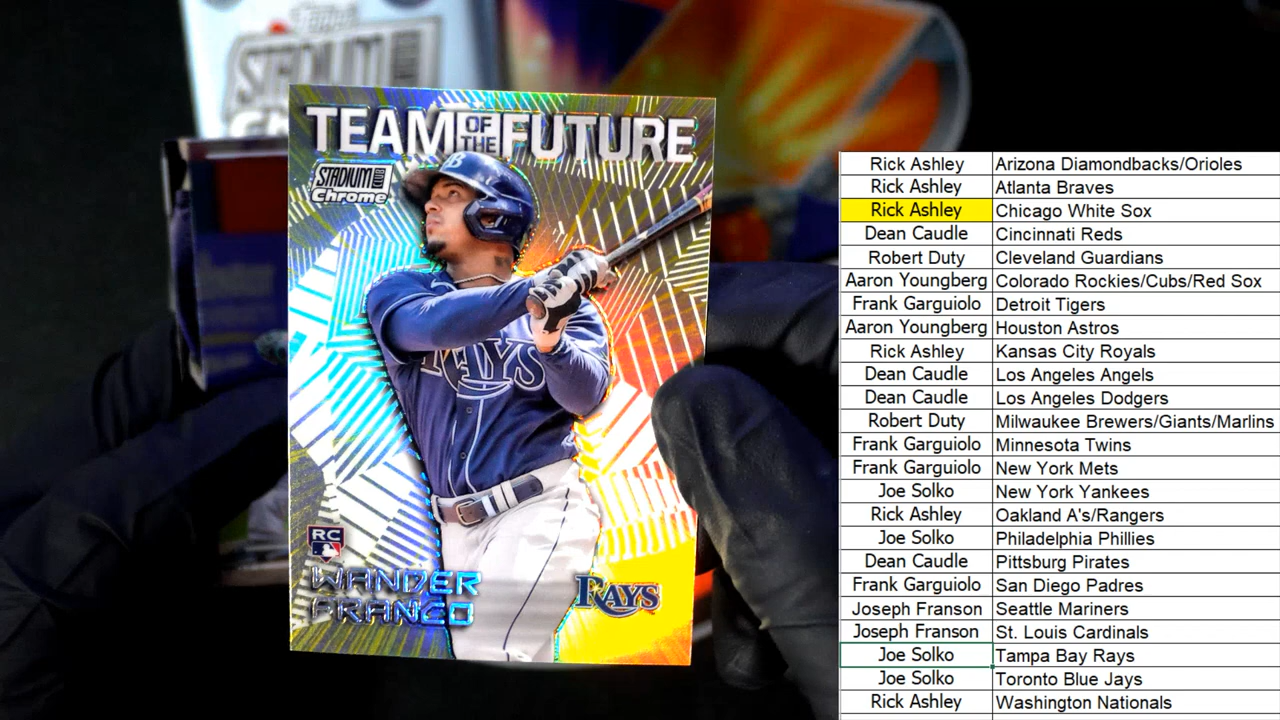 Topps
STADIUM CLUB
TEAM OF THE FUTURE
STADIUM CLUB
Chrome
B
RAYS
RC
WANDER
FRANCO
RAYS
Rick Ashley Arizona Diamondbacks/Orioles
Rick Ashley Atlanta Braves
Rick Ashley Chicago White Sox
Dean Caudle Cincinnati Reds
Robert Duty Cleveland Guardians
Aaron Youngberg Colorado Rockies/Cubs/Red Sox
Frank Garguiolo Detroit Tigers
Aaron Youngberg Houston Astros
Rick Ashley Kansas City Royals
Dean Caudle Los Angeles Angels
Dean Caudle Los Angeles Dodgers
Robert Duty Milwaukee Brewers/Giants/Marlins
Frank Garguiolo Minnesota Twins
Frank Garguiolo New York Mets
Joe Solko New York Yankees
Rick Ashley Oakland A's/Rangers
Joe Solko Philadelphia Phillies
Dean Caudle Pittsburg Pirates
Frank Garguiolo San Diego Padres
Joseph Franson Seattle Mariners
Joseph Franson St. Louis Cardinals
Joe Solko Tampa Bay Rays
Joe Solko Toronto Blue Jays
Rick Ashley Washington Nationals